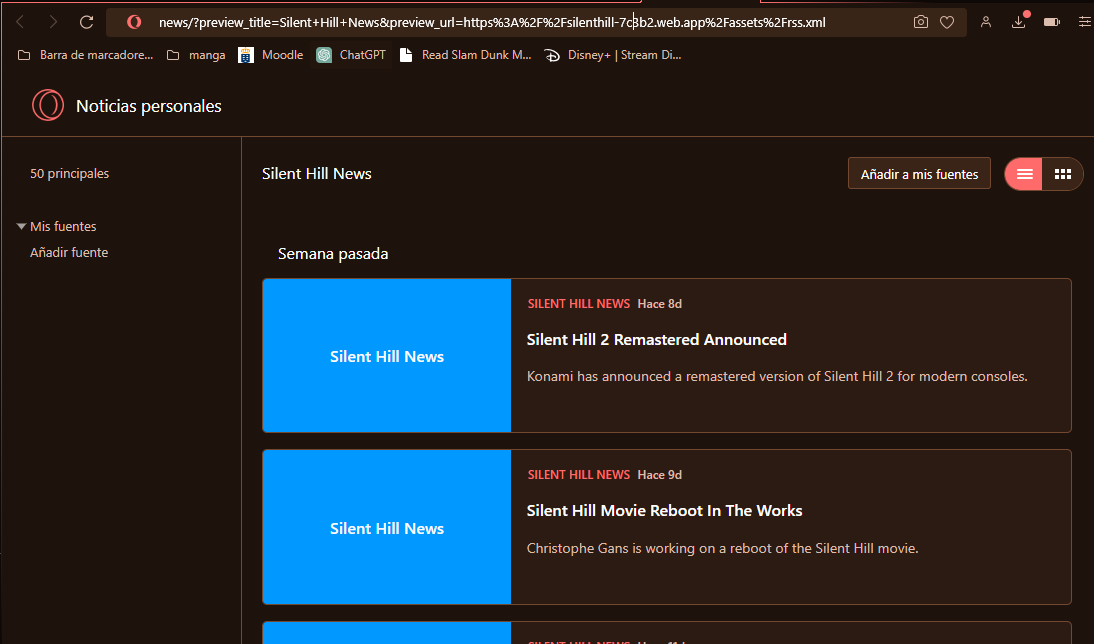 news/?preview_title=Silent+Hill+News&preview_url=https%3A%2F%2Fsilenthill-7c3b2.web.app%2Fassets%2Frss.xml
Barra de marcadore... manga Moodle ChatGPT Read Slam Dunk M... Disney+ | Stream Di...
Noticias personales
50 principales
Mis fuentes
Añadir fuente
Silent Hill News
Añadir a mis fuentes
Semana pasada
Silent Hill News
SILENT HILL NEWS Hace 8d
Silent Hill 2 Remastered Announced
Konami has announced a remastered version of Silent Hill 2 for modern consoles.
Silent Hill News
SILENT HILL NEWS Hace 9d
Silent Hill Movie Reboot In The Works
Christophe Gans is working on a reboot of the Silent Hill movie.